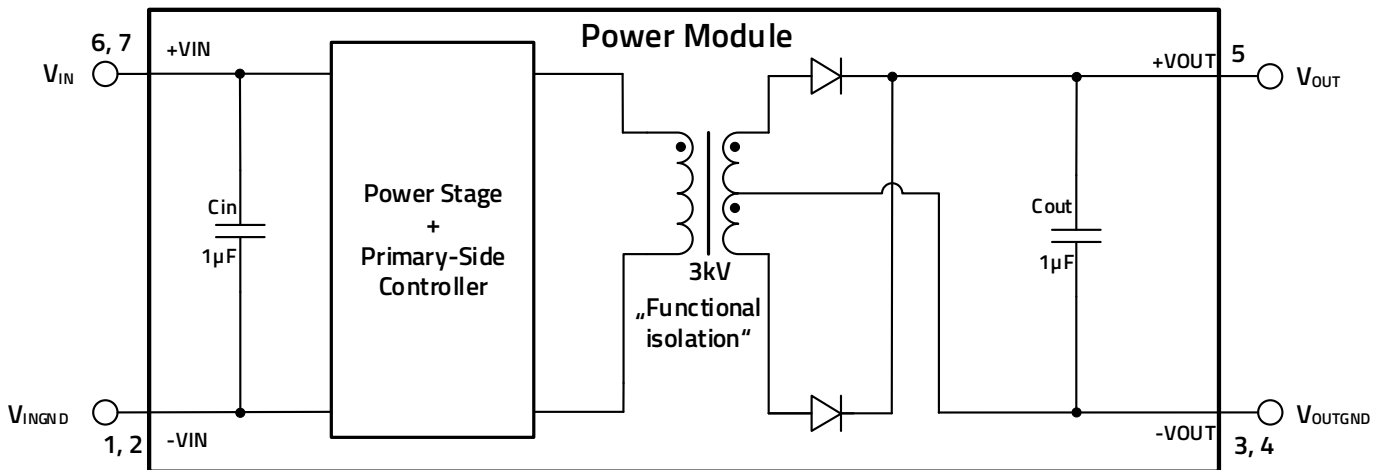 Power Module
6, 7
+VIN
VIN
+VOUT
5
VOUT
Power Stage
+
Primary-Side
Controller
Cin
1µF
Cout
1µF
3kV
„Functional
isolation“
VINGND
1, 2
-VIN
-VOUT
3, 4
VOUTGND